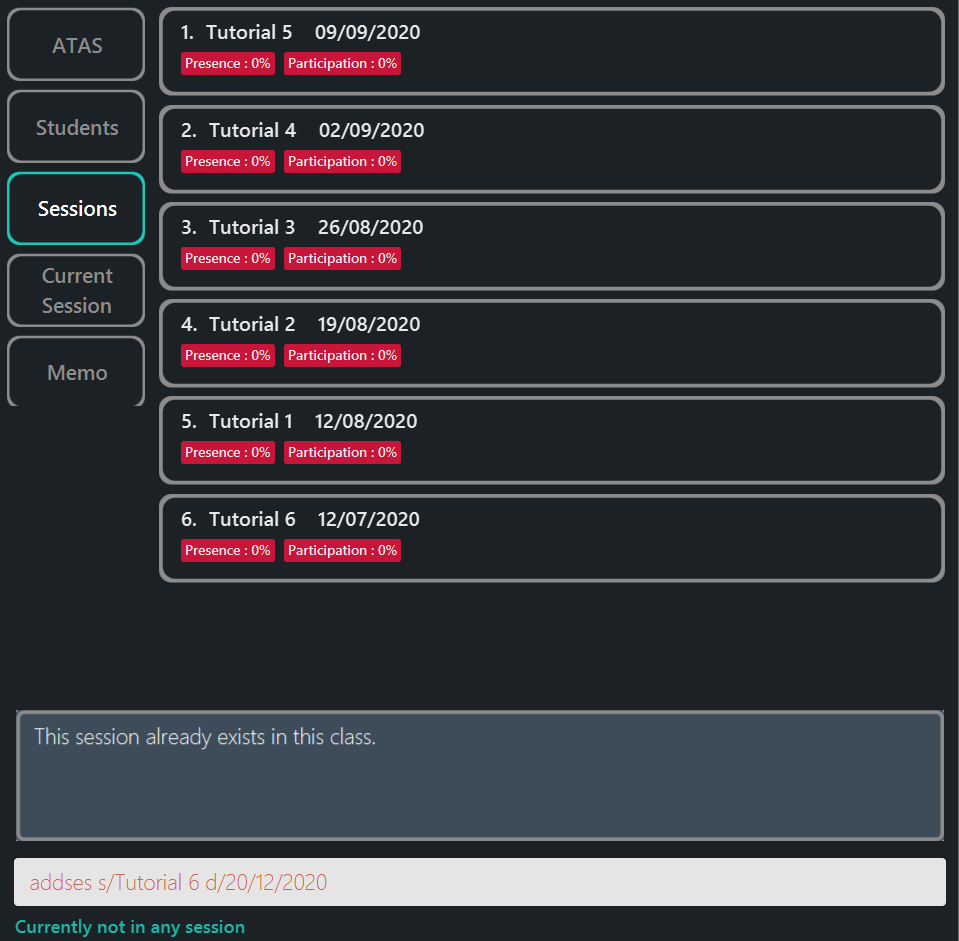 ATAS
Students
Sessions
Current
Session
Memo
1. Tutorial 5 09/09/2020
Presence : 0% Participation : 0%
2. Tutorial 4 02/09/2020
Presence : 0% Participation : 0%
3. Tutorial 3 26/08/2020
Presence : 0% Participation : 0%
4. Tutorial 2 19/08/2020
Presence : 0% Participation : 0%
5. Tutorial 1 12/08/2020
Presence : 0% Participation : 0%
6. Tutorial 6 12/07/2020
Presence : 0% Participation : 0%
This session already exists in this class.
addses s/Tutorial 6 d/20/12/2020
Currently not in any session